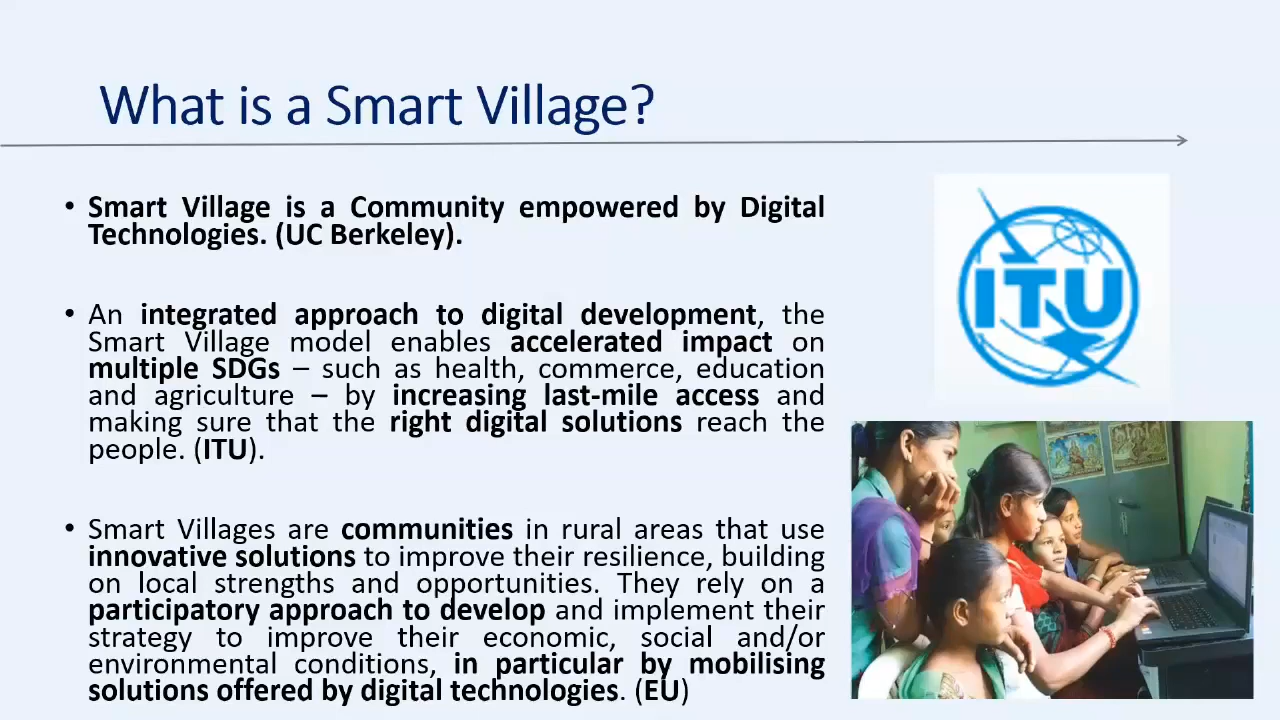 What is a Smart Village?
• Smart Village is a Community empowered by Digital
Technologies. (UC Berkeley).
• An integrated approach to digital development, the
Smart Village model enables accelerated impact on
multiple SDGs – such as health, commerce, education
and agriculture – by increasing last-mile access and
making sure that the right digital solutions reach the
people. (ITU).
• Smart Villages are communities in rural areas that use
innovative solutions to improve their resilience, building
on local strengths and opportunities. They rely on a
participatory approach to develop and implement their
strategy to improve their economic, social and/or
environmental conditions, in particular by mobilising
solutions offered by digital technologies. (EU)
ITU